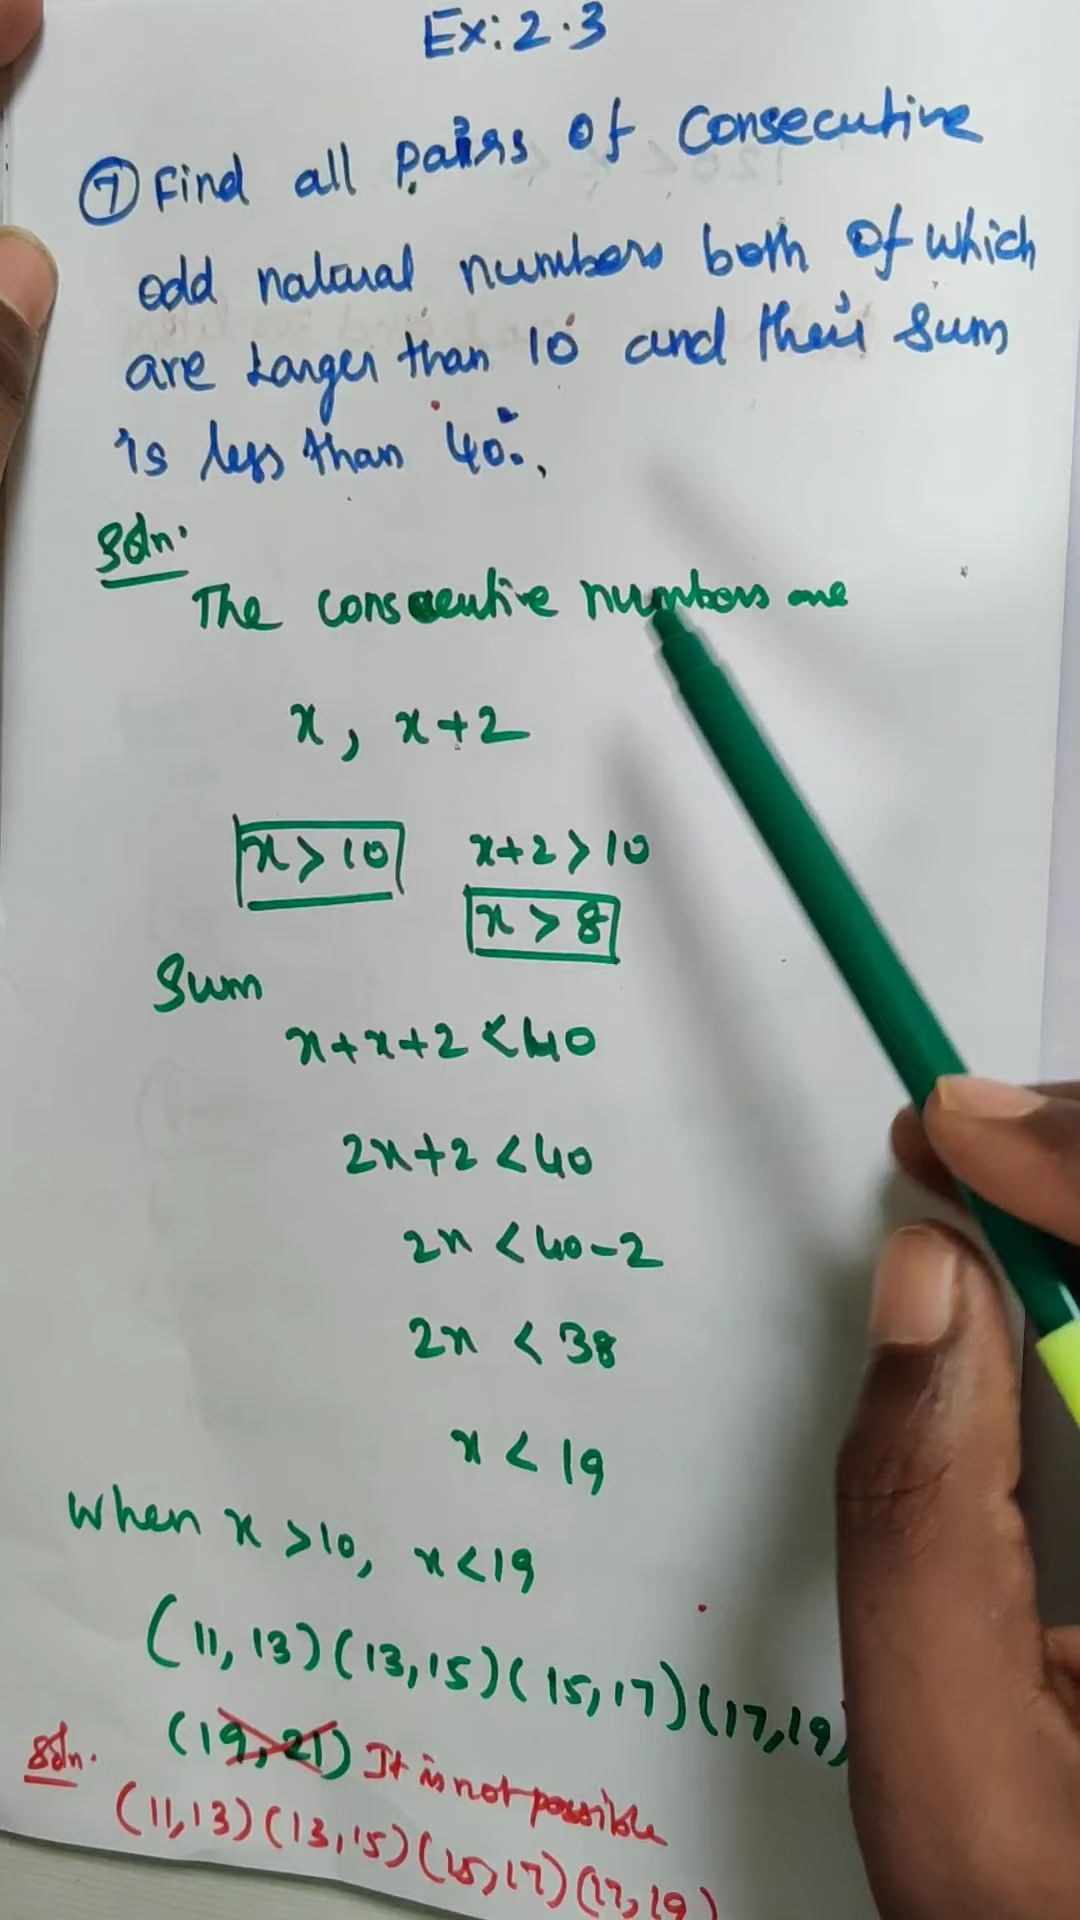 Ex: 2.3
⑦ Find all pairs of consecutive
odd natural numbers both of which
are Larger than 10 and their Sum
is less than 40.
Soln.
The consecutive numbers are
x, x+2
x > 10 x+2 > 10
x > 8
Sum
x+x+2 < 40
2x+2 < 40
2x < 40-2
2x < 38
x < 19
When x > 10, x < 19
(11, 13) (13, 15) (15, 17) (17, 19)
(19, 21) It is not possible
Soln.
(11, 13) (13, 15) (15, 17) (17, 19)